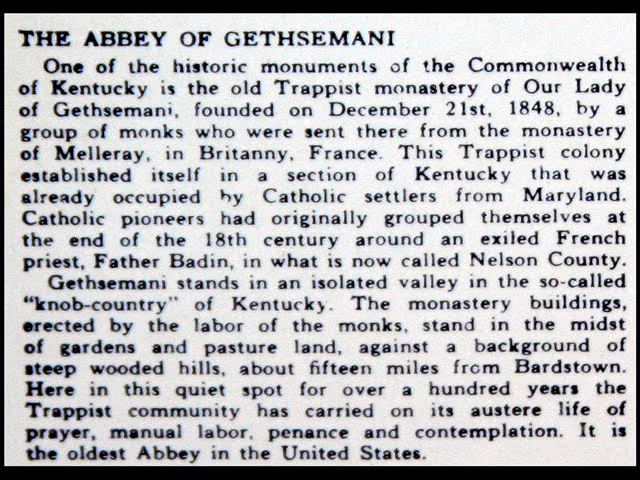 THE ABBEY OF GETHSEMANI
One of the historic monuments of the Commonwealth
of Kentucky is the old Trappist monastery of Our Lady
of Gethsemani, founded on December 21st, 1848, by a
group of monks who were sent there from the monastery
of Melleray, in Britanny, France. This Trappist colony
established itself in a section of Kentucky that was
already occupied by Catholic settlers from Maryland.
Catholic pioneers had originally grouped themselves at
the end of the 18th century around an exiled French
priest, Father Badin, in what is now called Nelson County.
Gethsemani stands in an isolated valley in the so-called
"knob-country" of Kentucky. The monastery buildings,
erected by the labor of the monks, stand in the midst
of gardens and pasture land, against a background of
steep wooded hills, about fifteen miles from Bardstown.
Here in this quiet spot for over a hundred years the
Trappist community has carried on its austere life of
prayer, manual labor, penance and contemplation. It is
the oldest Abbey in the United States.